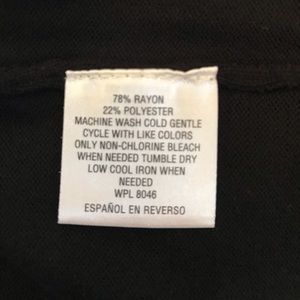 78% RAYON
22% POLYESTER
MACHINE WASH COLD GENTLE
CYCLE WITH LIKE COLORS
ONLY NON-CHLORINE BLEACH
WHEN NEEDED TUMBLE DRY
LOW COOL IRON WHEN
NEEDED
WPL 8046
ESPAÑOL EN REVERSO